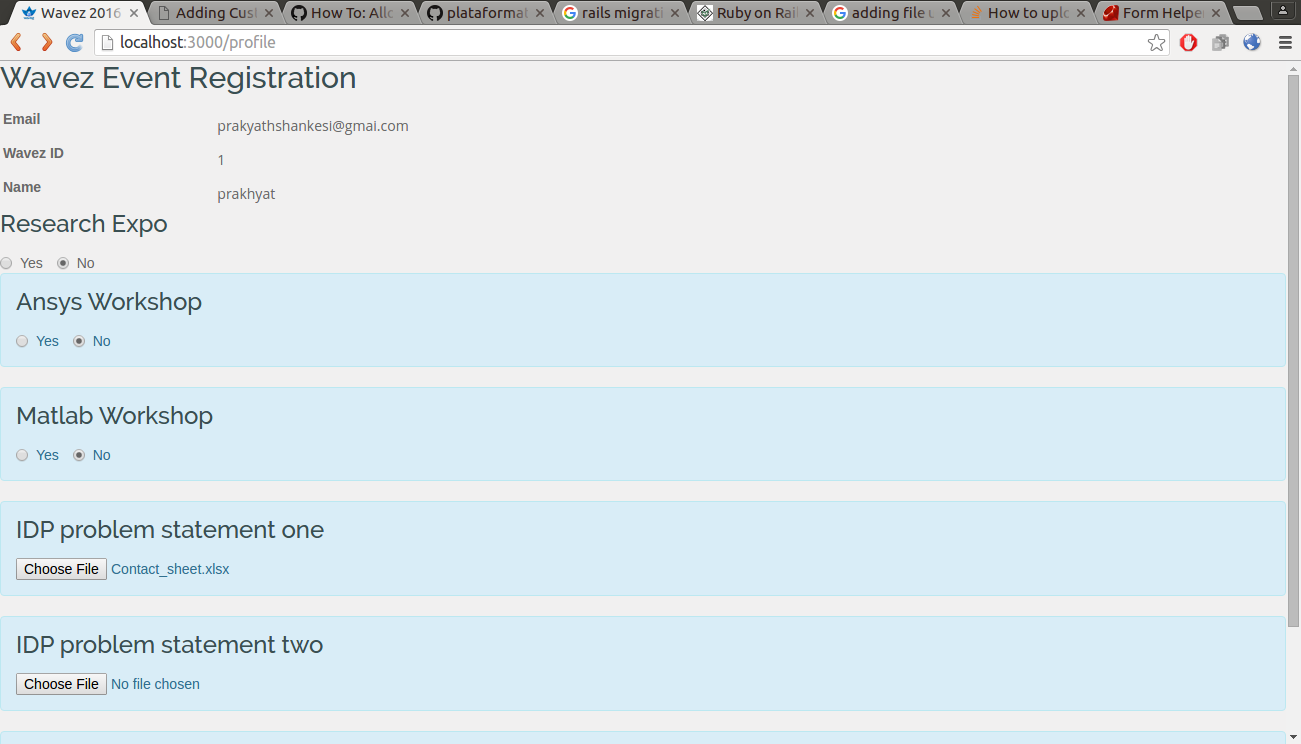 Wavez 2016
Adding Cus
How To: Allo
plataformat
rails migrati
Ruby on Rail
adding file u
How to uplo
Form Helpe
localhost:3000/profile
Wavez Event Registration
Email prakyathshankesi@gmai.com
Wavez ID 1
Name prakhyat
Research Expo
Yes No
Ansys Workshop
Yes No
Matlab Workshop
Yes No
IDP problem statement one
Choose File Contact_sheet.xlsx
IDP problem statement two
Choose File No file chosen